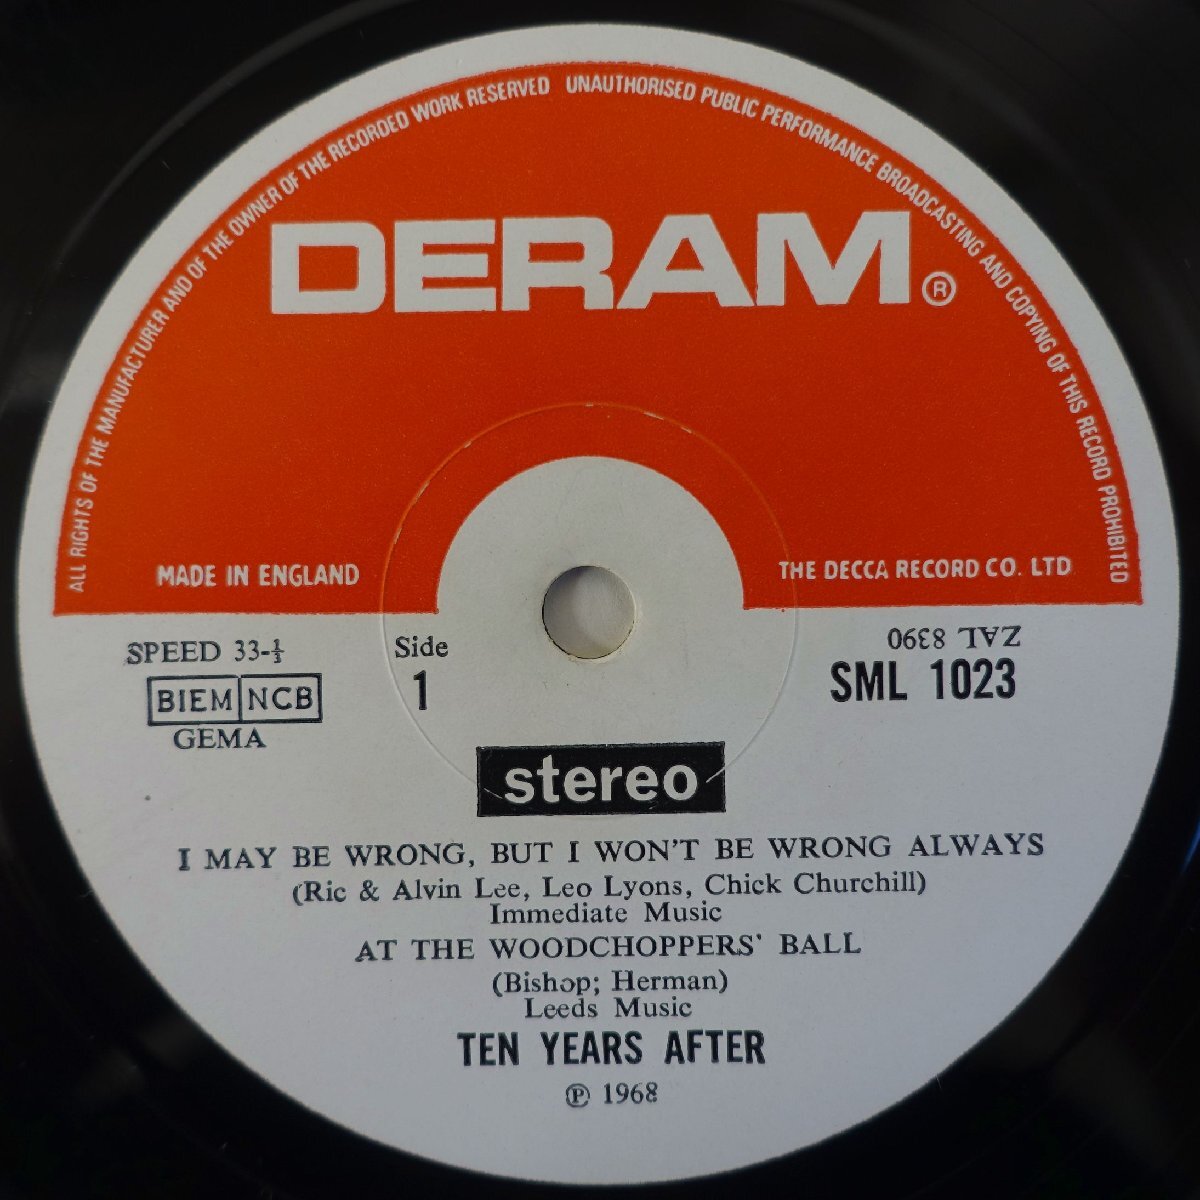 ALL RIGHTS OF THE MANUFACTURER AND OF THE OWNER OF THE RECORDED WORK RESERVED UNAUTHORISED PUBLIC PERFORMANCE BROADCASTING AND COPYING OF THIS RECORD PROHIBITED
DERAM®
MADE IN ENGLAND
THE DECCA RECORD CO. LTD
SPEED 33-⅓
BIEM NCB
GEMA
Side
1
ZAL 8390
SML 1023
stereo
I MAY BE WRONG, BUT I WON'T BE WRONG ALWAYS
(Ric & Alvin Lee, Leo Lyons, Chick Churchill)
Immediate Music
AT THE WOODCHOPPERS' BALL
(Bishop; Herman)
Leeds Music
TEN YEARS AFTER
℗ 1968